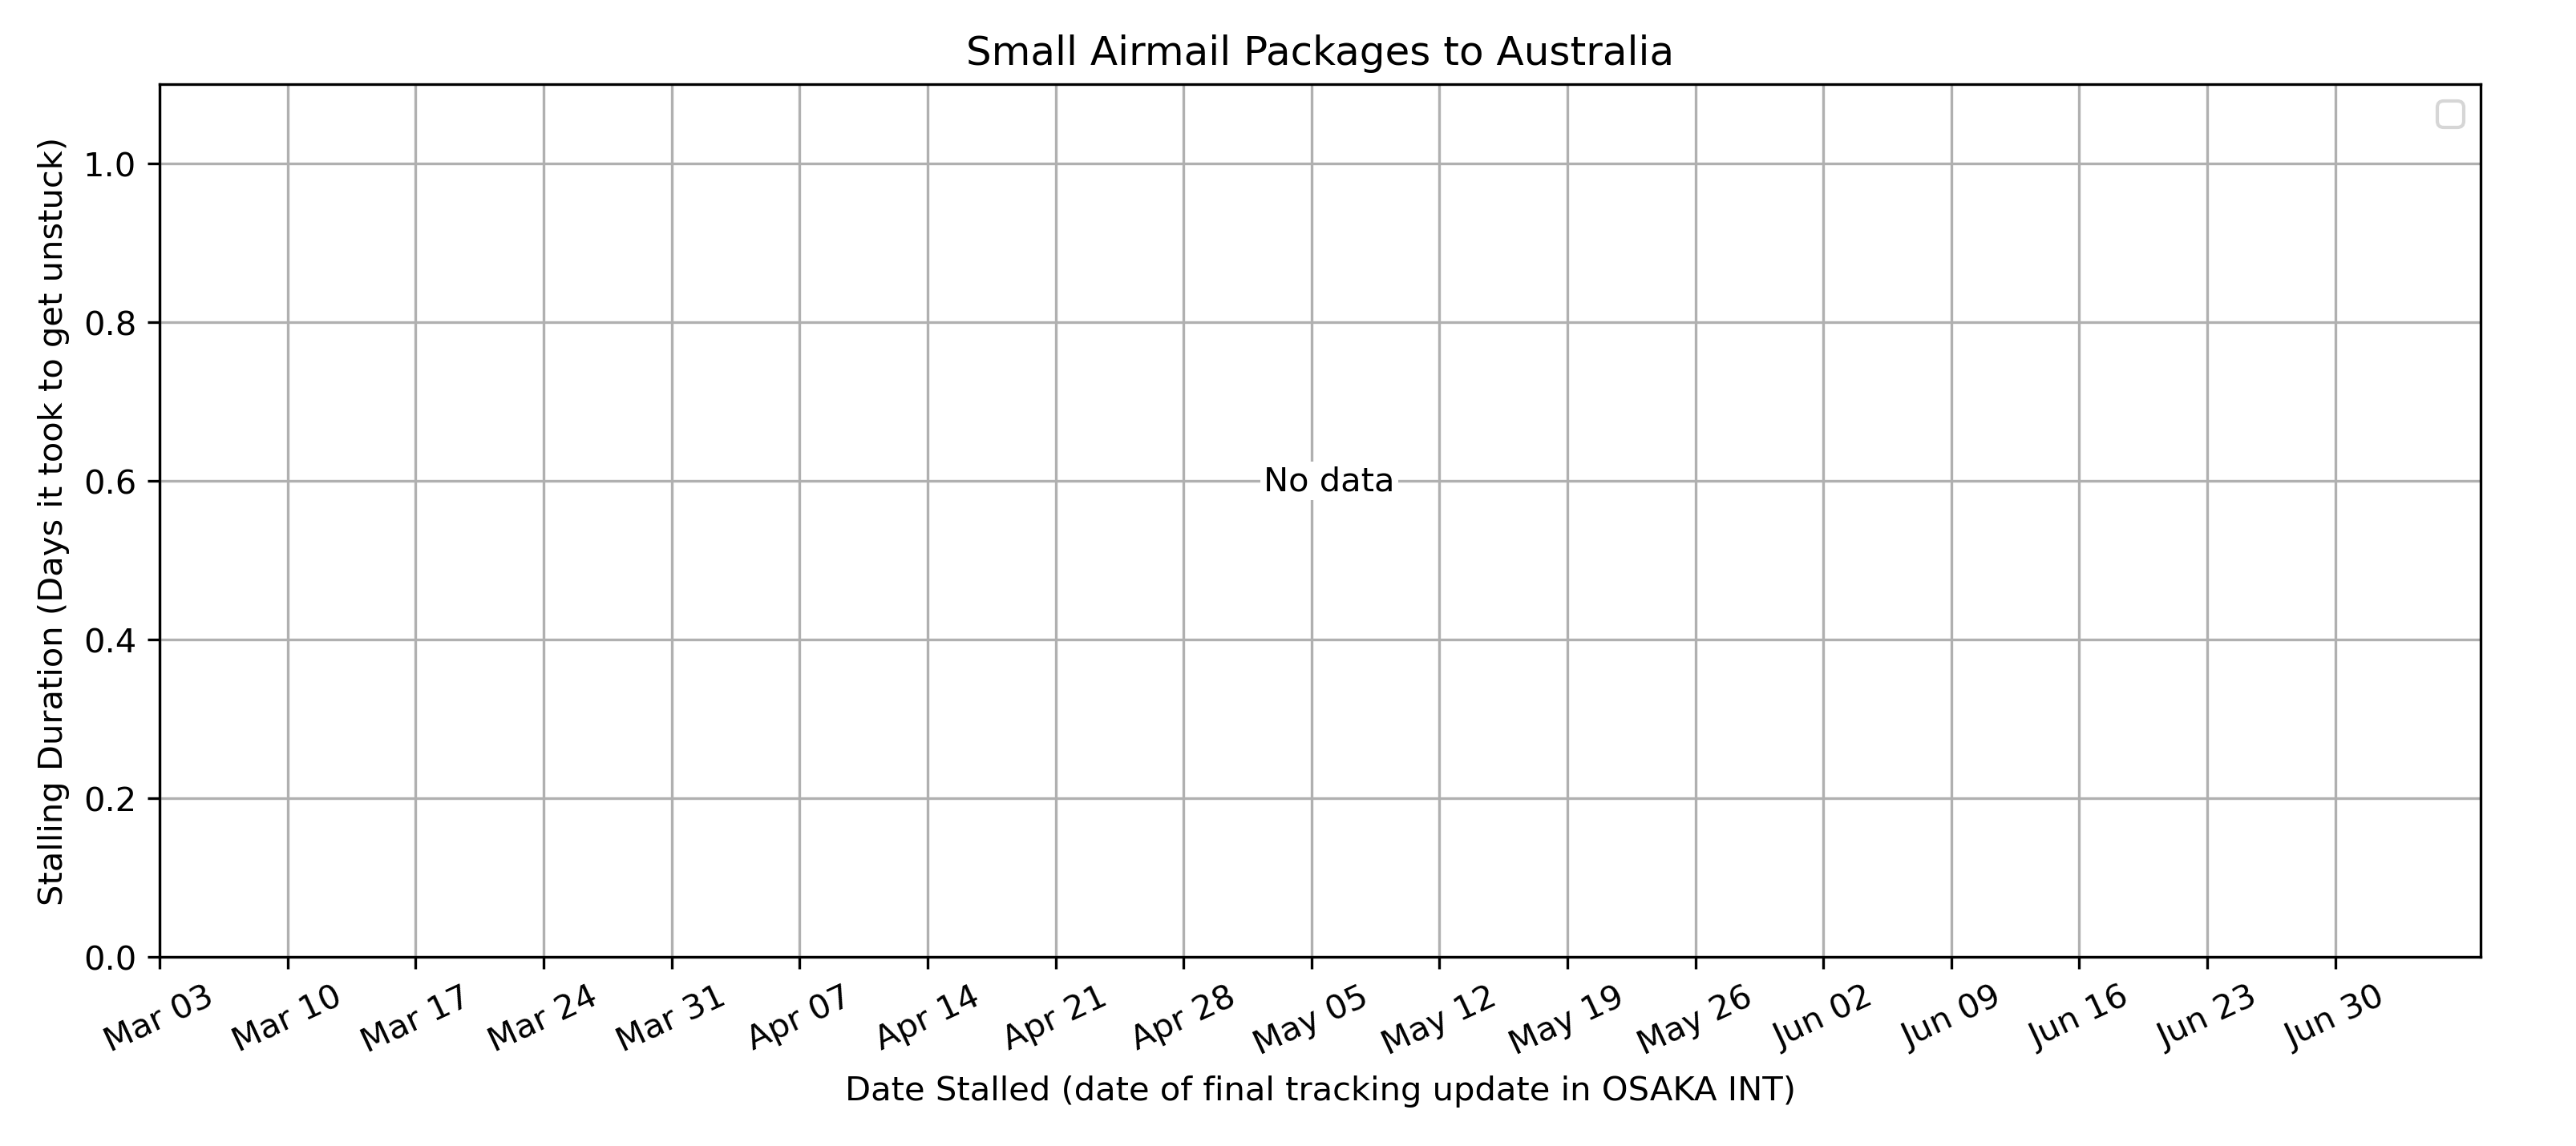 Small Airmail Packages to Australia
Stalling Duration (Days it took to get unstuck)
1.0
0.8
0.6
0.4
0.2
0.0
No data
Mar 03 Mar 10 Mar 17 Mar 24 Mar 31 Apr 07 Apr 14 Apr 21 Apr 28 May 05 May 12 May 19 May 26 Jun 02 Jun 09 Jun 16 Jun 23 Jun 30
Date Stalled (date of final tracking update in OSAKA INT)